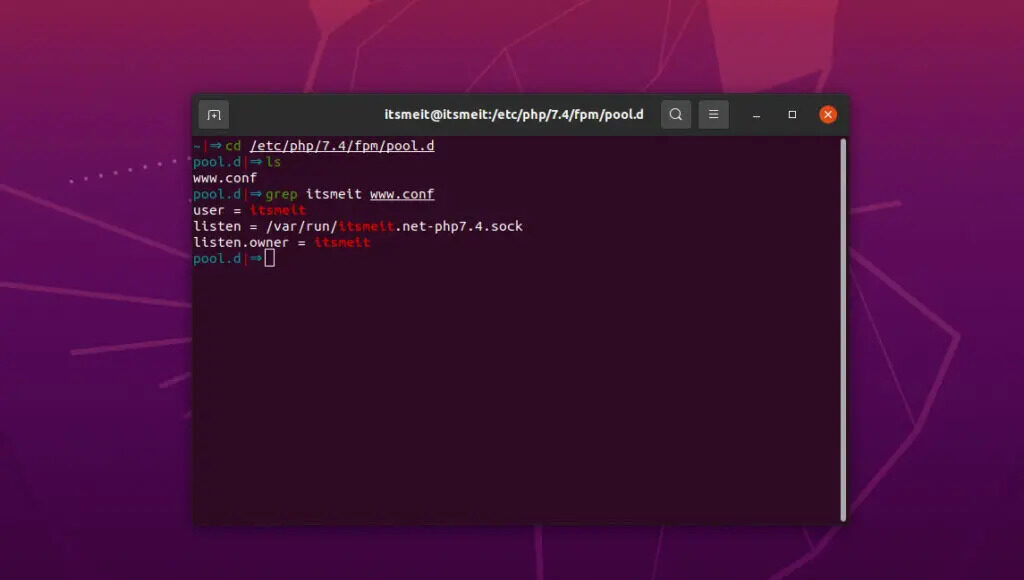 itsmeit@itsmeit:/etc/php/7.4/fpm/pool.d
~|⇒ cd /etc/php/7.4/fpm/pool.d
pool.d|⇒ ls
www.conf
pool.d|⇒ grep itsmeit www.conf
user = itsmeit
listen = /var/run/itsmeit.net-php7.4.sock
listen.owner = itsmeit
pool.d|⇒